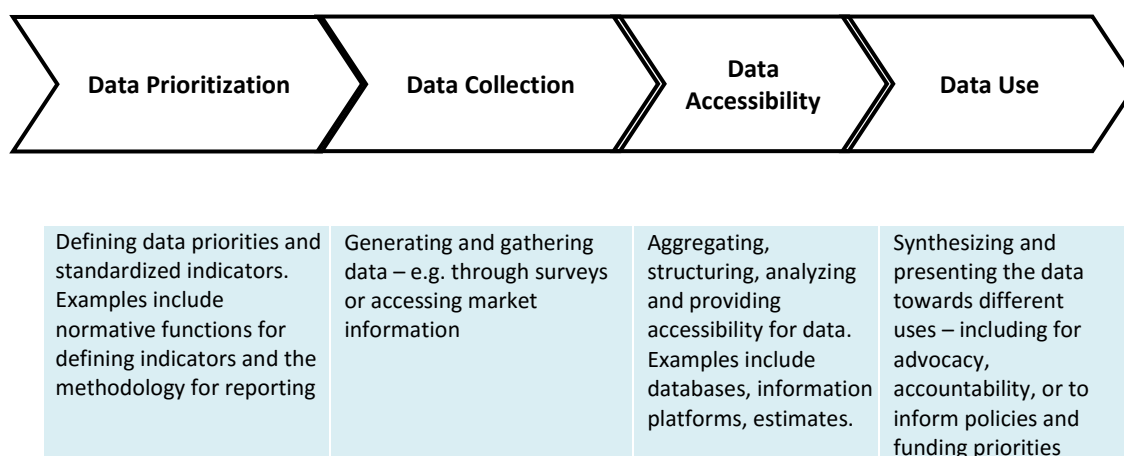 Data Prioritization
Data Collection
Data
Accessibility
Data Use
Defining data priorities and
standardized indicators.
Examples include
normative functions for
defining indicators and the
methodology for reporting
Generating and gathering
data – e.g. through surveys
or accessing market
information
Aggregating,
structuring, analyzing
and providing
accessibility for data.
Examples include
databases, information
platforms, estimates.
Synthesizing and
presenting the data
towards different
uses – including for
advocacy,
accountability, or to
inform policies and
funding priorities